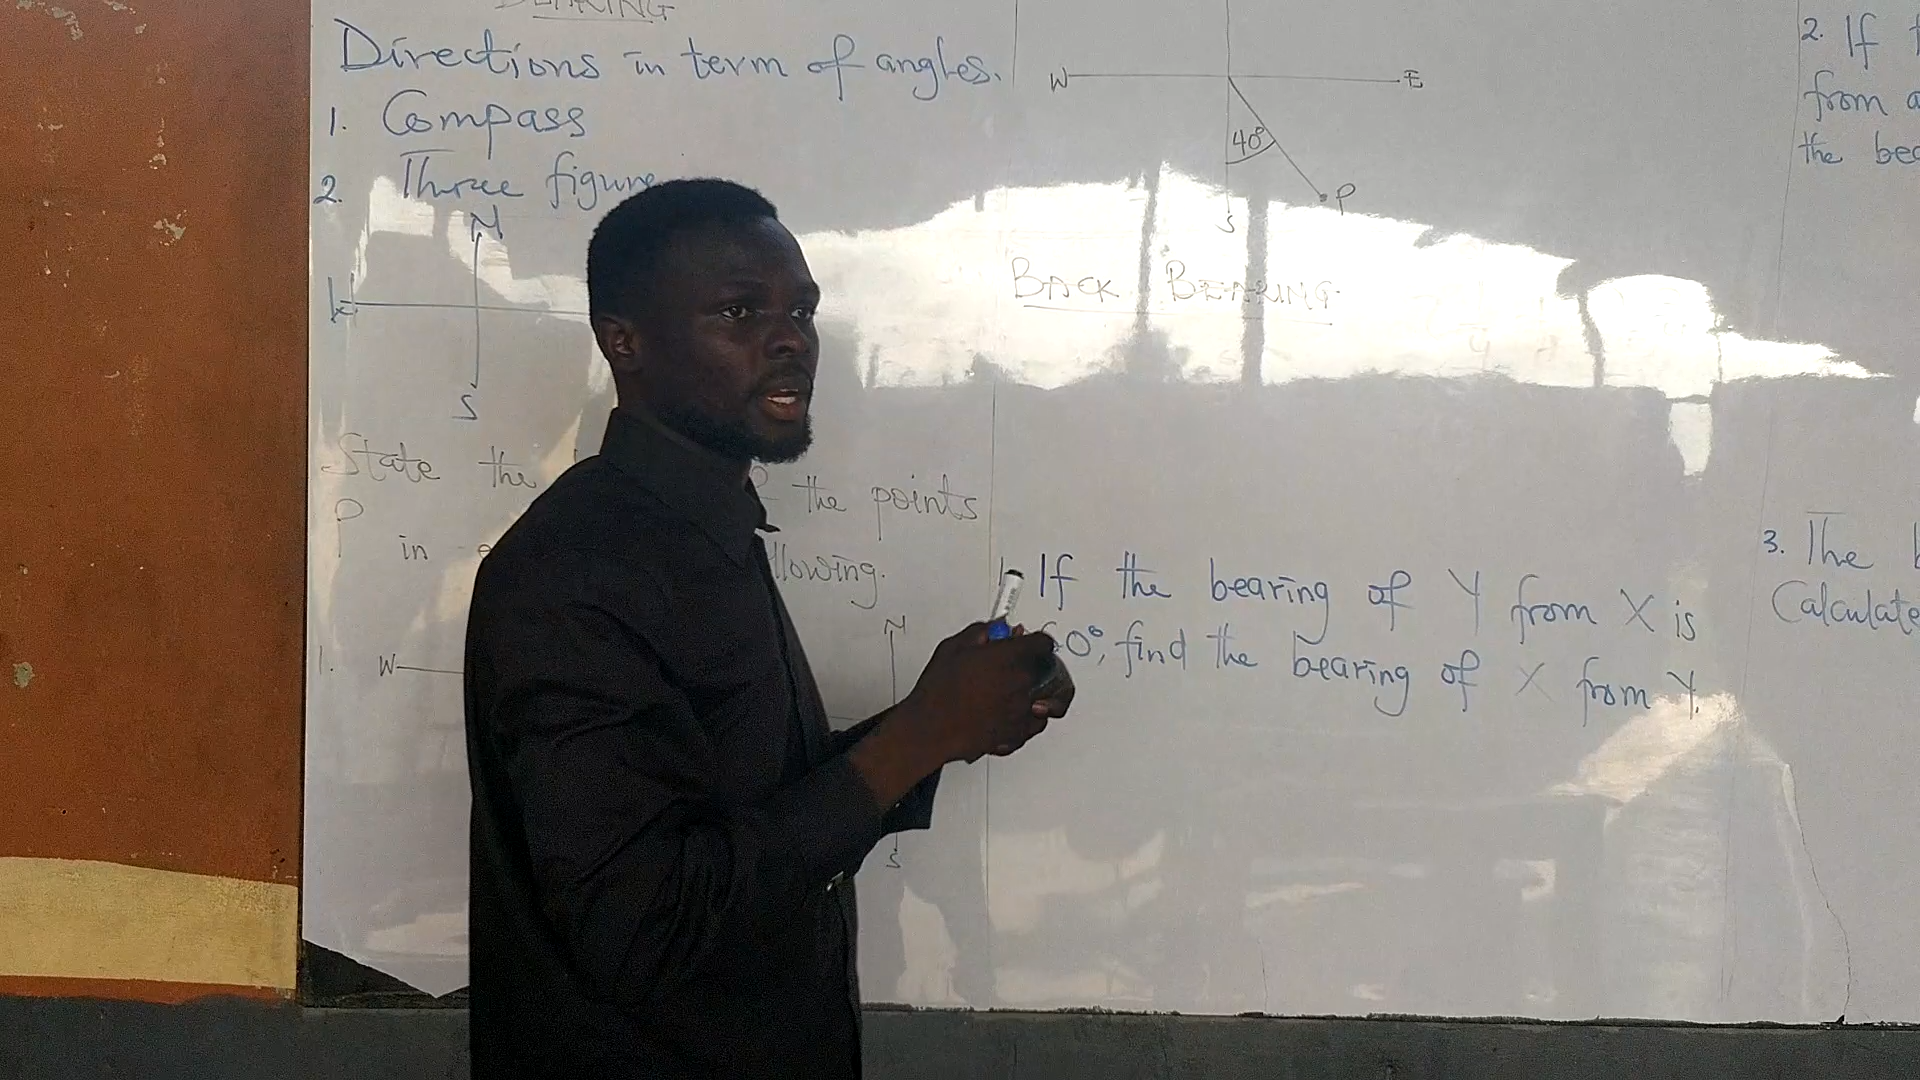 BEARING
Directions in term of angles.
1. Compass
2. Three figure
N
S
State the
the points
P
in
llowing.
1. W
N
S
W
E
40°
P
S
BACK BEARING
If the bearing of Y from X is
0°, find the bearing of X from Y.
2. If
from
the
3. The
Calculate